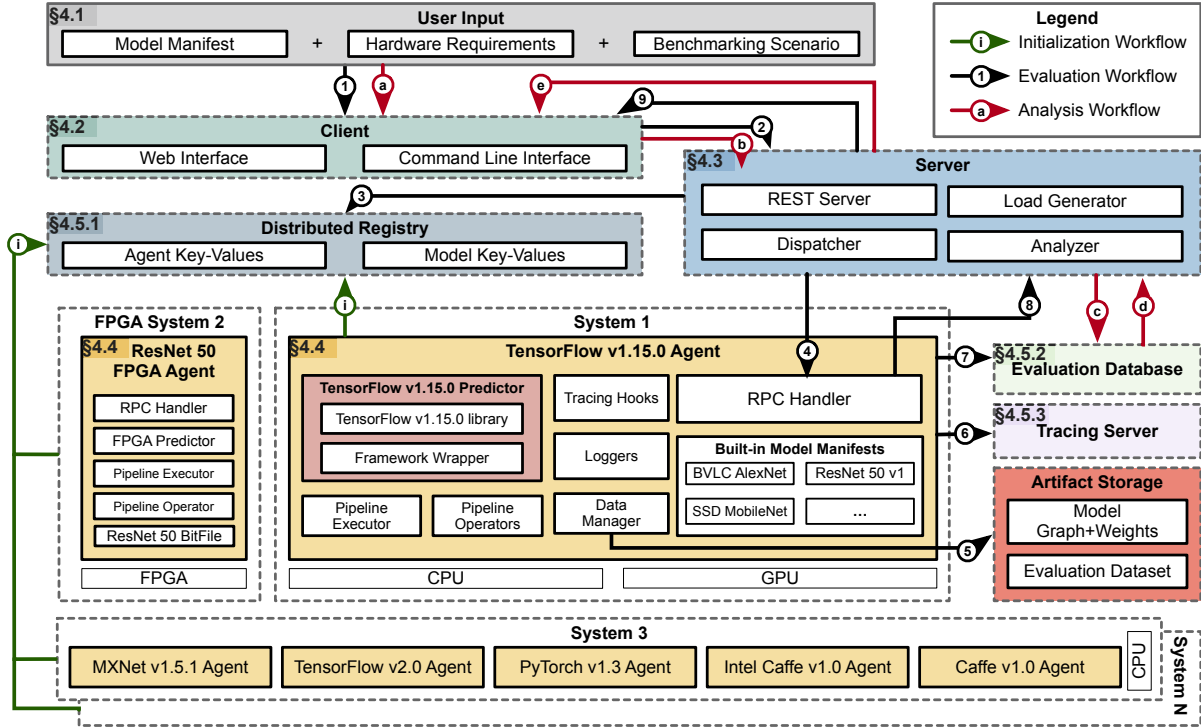 §4.1
User Input
Model Manifest + Hardware Requirements + Benchmarking Scenario
Legend
i Initialization Workflow
1 Evaluation Workflow
a Analysis Workflow
1
a
e
9
§4.2
Client
Web Interface
Command Line Interface
2
b
§4.3
Server
REST Server
Load Generator
Dispatcher
Analyzer
3
i
§4.5.1
Distributed Registry
Agent Key-Values
Model Key-Values
i
4
8
c
d
FPGA System 2
§4.4
ResNet 50
FPGA Agent
RPC Handler
FPGA Predictor
Pipeline Executor
Pipeline Operator
ResNet 50 BitFile
FPGA
System 1
§4.4
TensorFlow v1.15.0 Agent
TensorFlow v1.15.0 Predictor
TensorFlow v1.15.0 library
Framework Wrapper
Pipeline
Executor
Pipeline
Operators
Tracing Hooks
Loggers
Data
Manager
RPC Handler
Built-in Model Manifests
BVLC AlexNet
ResNet 50 v1
SSD MobileNet
...
CPU
GPU
7
§4.5.2
Evaluation Database
6
§4.5.3
Tracing Server
5
Artifact Storage
Model
Graph+Weights
Evaluation Dataset
System 3
MXNet v1.5.1 Agent
TensorFlow v2.0 Agent
PyTorch v1.3 Agent
Intel Caffe v1.0 Agent
Caffe v1.0 Agent
CPU
System N